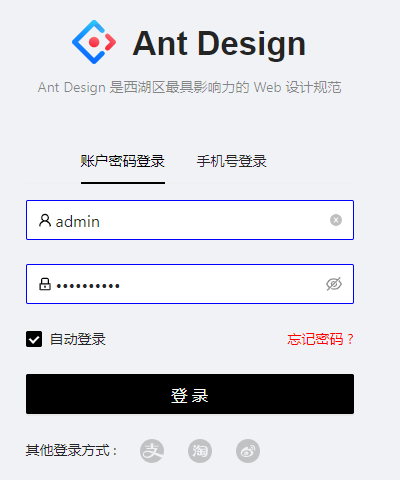 Ant Design
Ant Design 是西湖区最具影响力的 Web 设计规范
账户密码登录 手机号登录
admin
••••••••••
自动登录 忘记密码 ?
登 录
其他登录方式 :
支 淘